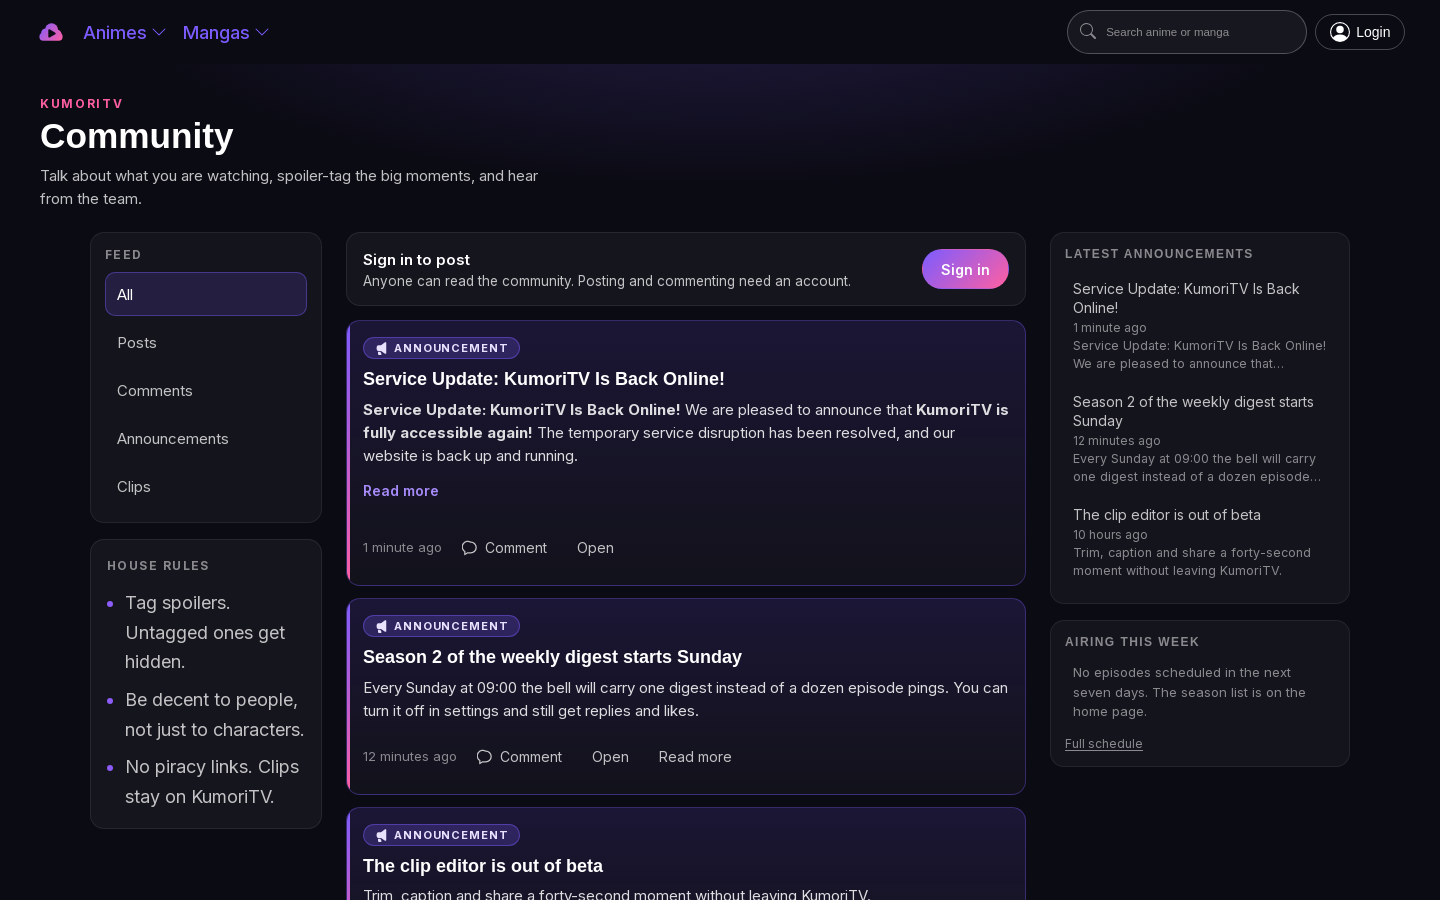 Animes Mangas
Search anime or manga
Login
KUMORITV
Community
Talk about what you are watching, spoiler-tag the big moments, and hear
from the team.
FEED
All
Posts
Comments
Announcements
Clips
HOUSE RULES
Tag spoilers.
Untagged ones get
hidden.
Be decent to people,
not just to characters.
No piracy links. Clips
stay on KumoriTV.
Sign in to post
Anyone can read the community. Posting and commenting need an account.
Sign in
ANNOUNCEMENT
Service Update: KumoriTV Is Back Online!
Service Update: KumoriTV Is Back Online! We are pleased to announce that KumoriTV is
fully accessible again! The temporary service disruption has been resolved, and our
website is back up and running.
Read more
1 minute ago Comment Open
ANNOUNCEMENT
Season 2 of the weekly digest starts Sunday
Every Sunday at 09:00 the bell will carry one digest instead of a dozen episode pings. You can
turn it off in settings and still get replies and likes.
12 minutes ago Comment Open Read more
ANNOUNCEMENT
The clip editor is out of beta
Trim, caption and share a forty-second moment without leaving KumoriTV.
LATEST ANNOUNCEMENTS
Service Update: KumoriTV Is Back
Online!
1 minute ago
Service Update: KumoriTV Is Back Online!
We are pleased to announce that…
Season 2 of the weekly digest starts
Sunday
12 minutes ago
Every Sunday at 09:00 the bell will carry
one digest instead of a dozen episode…
The clip editor is out of beta
10 hours ago
Trim, caption and share a forty-second
moment without leaving KumoriTV.
AIRING THIS WEEK
No episodes scheduled in the next
seven days. The season list is on the
home page.
Full schedule